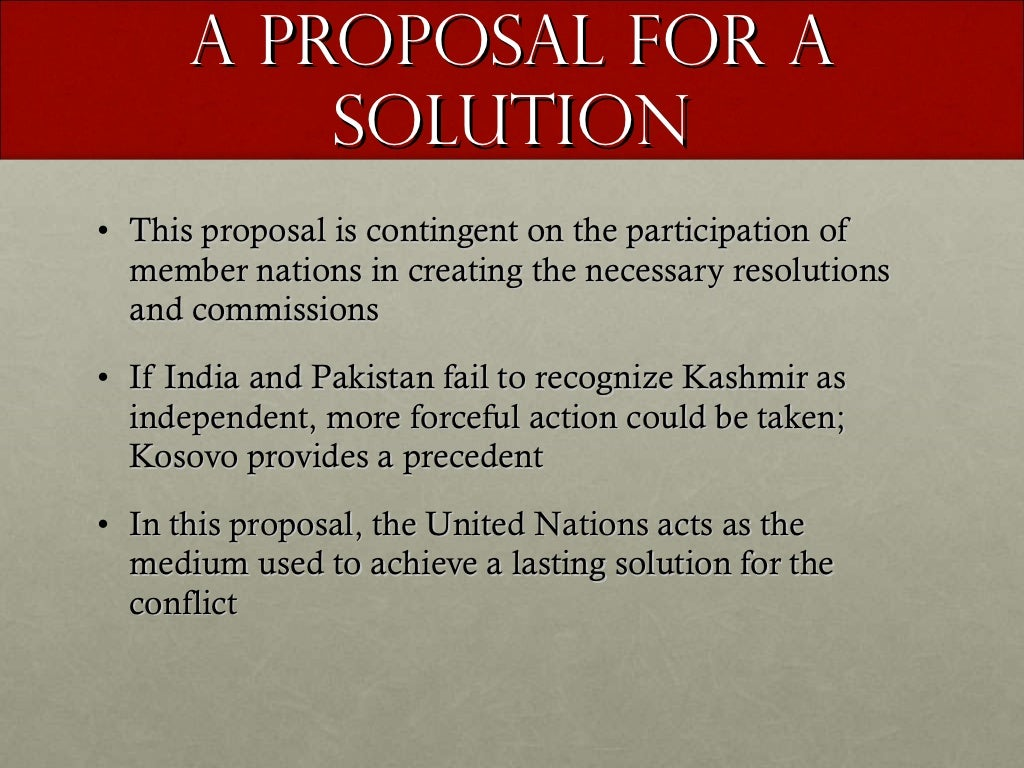 A PROPOSAL FOR A
SOLUTION
• This proposal is contingent on the participation of
member nations in creating the necessary resolutions
and commissions
• If India and Pakistan fail to recognize Kashmir as
independent, more forceful action could be taken;
Kosovo provides a precedent
• In this proposal, the United Nations acts as the
medium used to achieve a lasting solution for the
conflict